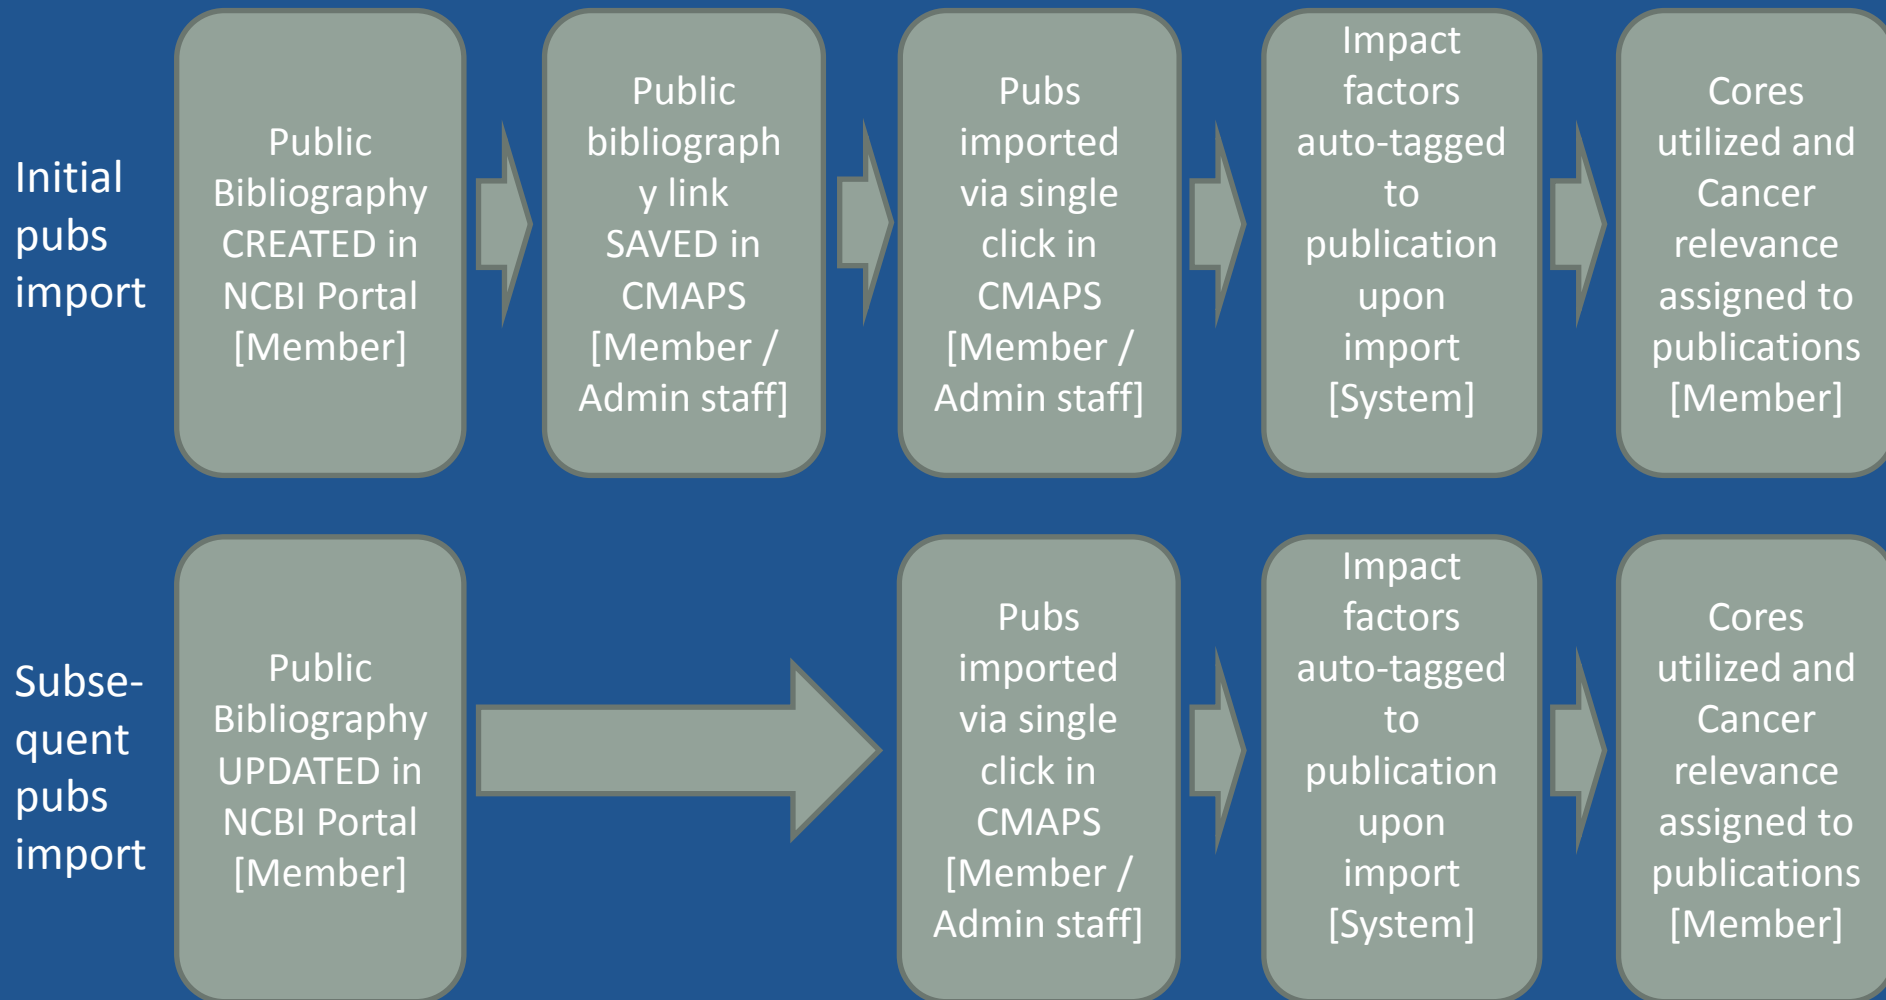 Initial
pubs
import
Public
Bibliography
CREATED in
NCBI Portal
[Member]
Public
bibliograph
y link
SAVED in
CMAPS
[Member /
Admin staff]
Pubs
imported
via single
click in
CMAPS
[Member /
Admin staff]
Impact
factors
auto-tagged
to
publication
upon
import
[System]
Cores
utilized and
Cancer
relevance
assigned to
publications
[Member]
Subse-
quent
pubs
import
Public
Bibliography
UPDATED in
NCBI Portal
[Member]
Pubs
imported
via single
click in
CMAPS
[Member /
Admin staff]
Impact
factors
auto-tagged
to
publication
upon
import
[System]
Cores
utilized and
Cancer
relevance
assigned to
publications
[Member]